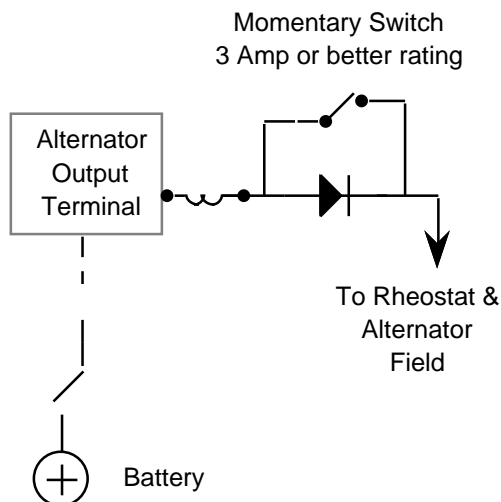 Momentary Switch
3 Amp or better rating
Alternator
Output
Terminal
To Rheostat &
Alternator
Field
Battery